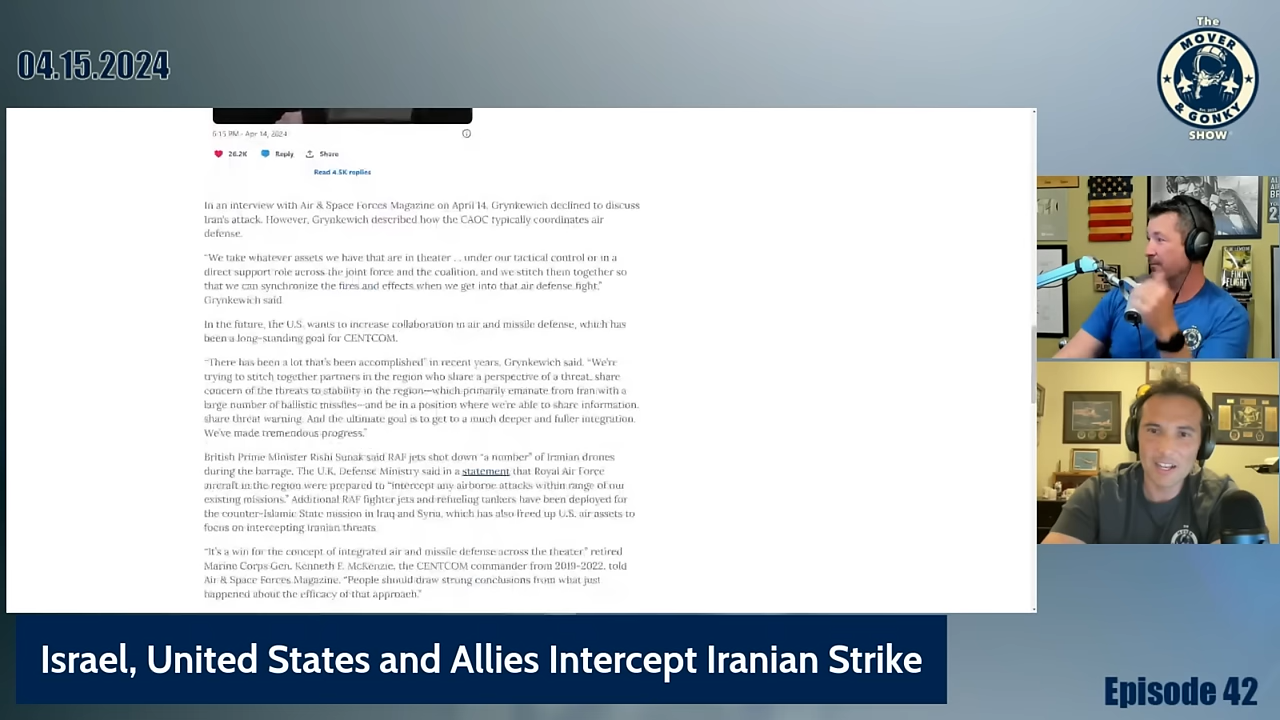 04.15.2024
The
MOVER
& GONKY
SHOW
6:15 PM · Apr 14, 2024
26.2K Reply Share
Read 4.5K replies
In an interview with Air & Space Forces Magazine on April 14, Grynkewich declined to discuss
Iran's attack. However, Grynkewich described how the CAOC typically coordinates air
defense.
“We take whatever assets we have that are in theater . . . under our tactical control or in a
direct support role across the joint force and the coalition, and we stitch them together so
that we can synchronize the fires and effects when we get into that air defense fight,”
Grynkewich said.
In the future, the U.S. wants to increase collaboration in air and missile defense, which has
been a long-standing goal for CENTCOM.
“There has been a lot that's been accomplished” in recent years, Grynkewich said. “We're
trying to stitch together partners in the region who share a perspective of a threat, share
concern of the threats to stability in the region—which primarily emanate from Iran with a
large number of ballistic missiles—and be in a position where we're able to share information,
share threat warning. And the ultimate goal is to get to a much deeper and fuller integration.
We've made tremendous progress.”
British Prime Minister Rishi Sunak said RAF jets shot down “a number” of Iranian drones
during the barrage. The U.K. Defense Ministry said in a statement that Royal Air Force
aircraft in the region were prepared to “intercept any airborne attacks within range of our
existing missions.” Additional RAF fighter jets and refueling tankers have been deployed for
the counter-Islamic State mission in Iraq and Syria, which has also freed up U.S. air assets to
focus on intercepting Iranian threats.
“It's a win for the concept of integrated air and missile defense across the theater,” retired
Marine Corps Gen. Kenneth F. McKenzie, the CENTCOM commander from 2019-2022, told
Air & Space Forces Magazine. “People should draw strong conclusions from what just
happened about the efficacy of that approach.”
FINI
FLIGHT
Israel, United States and Allies Intercept Iranian Strike
Episode 42